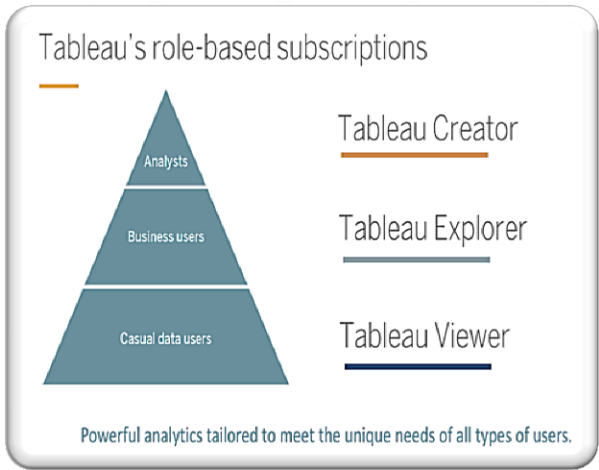 Tableau's role-based subscriptions
Analysts
Tableau Creator
Business users
Tableau Explorer
Casual data users
Tableau Viewer
Powerful analytics tailored to meet the unique needs of all types of users.